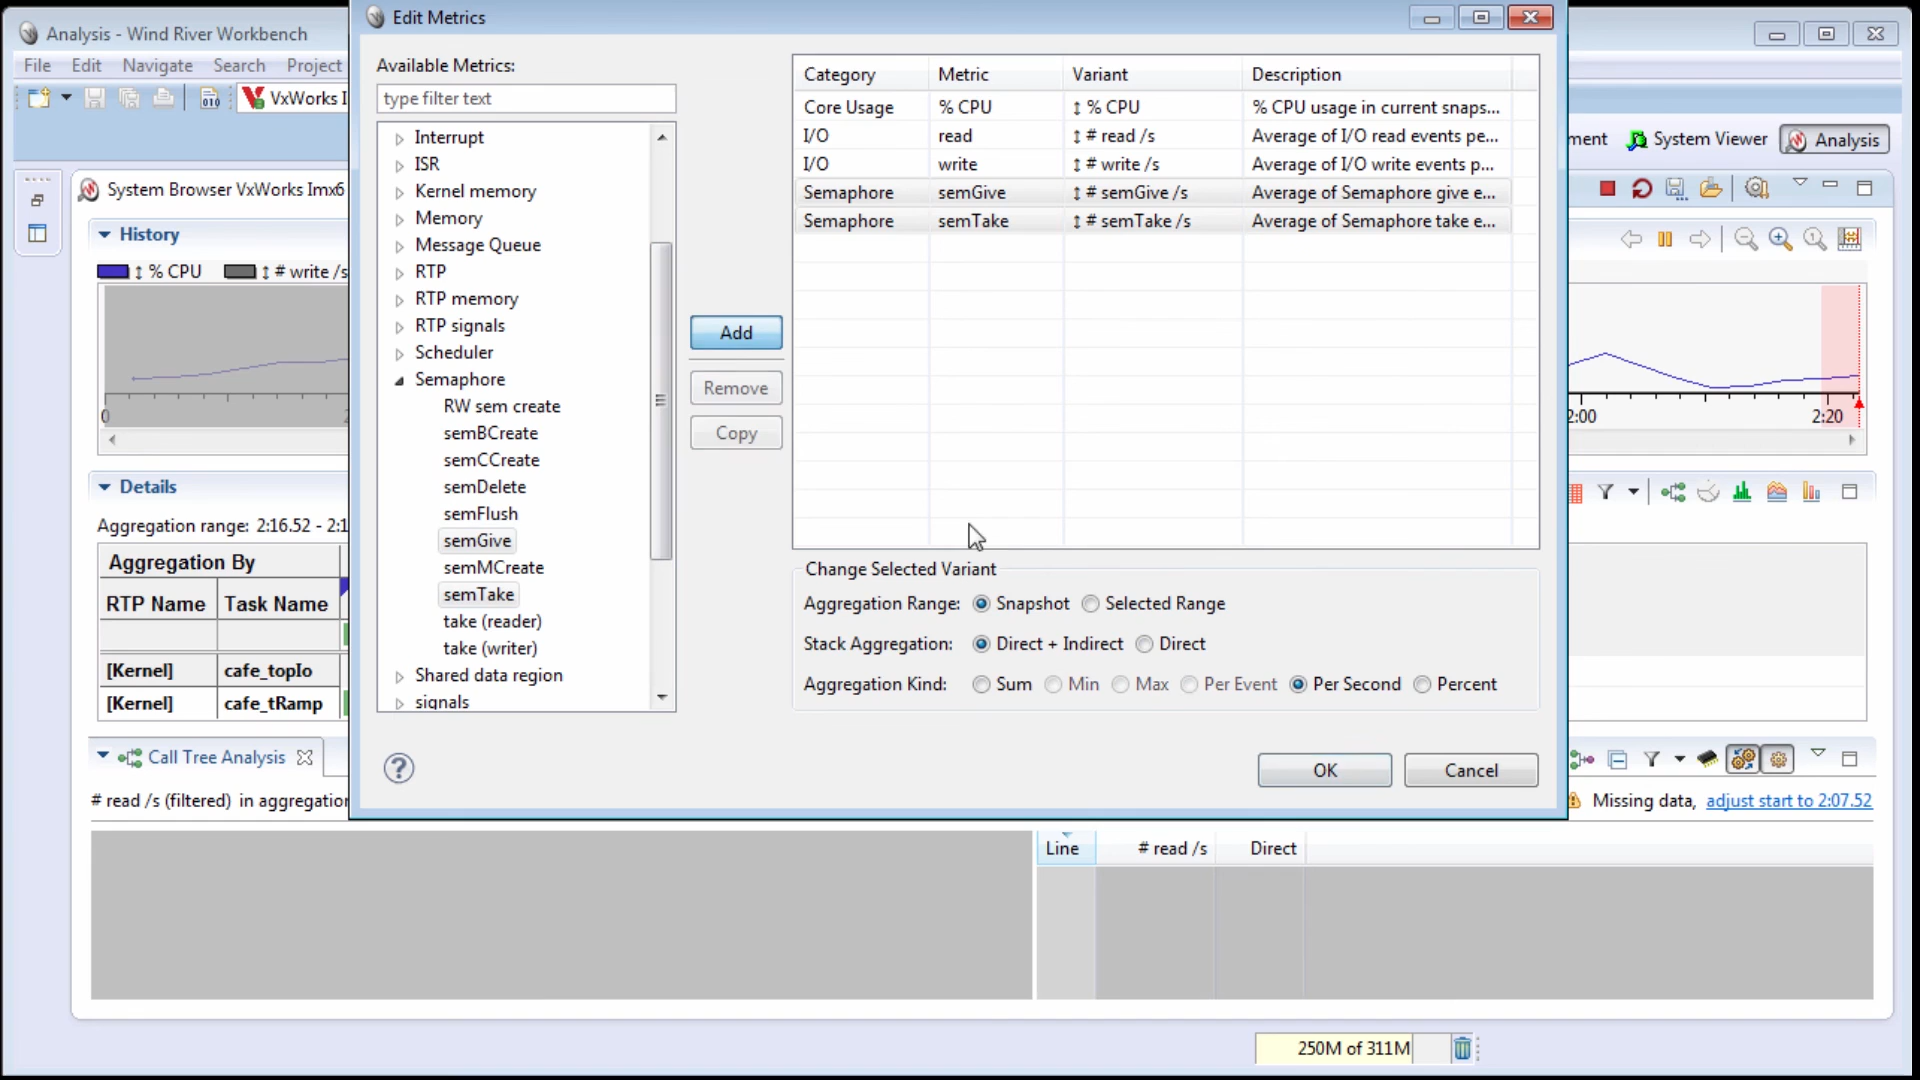 Edit Metrics
Analysis - Wind River Workbench
File Edit Navigate Search Project
VxWorks I
ment System Viewer Analysis
System Browser VxWorks Imx6
History
% CPU # write /s
0
2:00 2:20
Details
Aggregation range: 2:16.52 - 2:1
Aggregation By
RTP Name Task Name
[Kernel] cafe_topIo
[Kernel] cafe_tRamp
Call Tree Analysis
# read /s (filtered) in aggregation
Available Metrics:
type filter text
Interrupt
ISR
Kernel memory
Memory
Message Queue
RTP
RTP memory
RTP signals
Scheduler
Semaphore
RW sem create
semBCreate
semCCreate
semDelete
semFlush
semGive
semMCreate
semTake
take (reader)
take (writer)
Shared data region
signals
Add
Remove
Copy
Category Metric Variant Description
Core Usage % CPU ↕ % CPU % CPU usage in current snaps...
I/O read ↕ # read /s Average of I/O read events pe...
I/O write ↕ # write /s Average of I/O write events p...
Semaphore semGive ↕ # semGive /s Average of Semaphore give e...
Semaphore semTake ↕ # semTake /s Average of Semaphore take e...
Change Selected Variant
Aggregation Range: Snapshot Selected Range
Stack Aggregation: Direct + Indirect Direct
Aggregation Kind: Sum Min Max Per Event Per Second Percent
OK Cancel
Missing data, adjust start to 2:07.52
Line # read /s Direct
250M of 311M